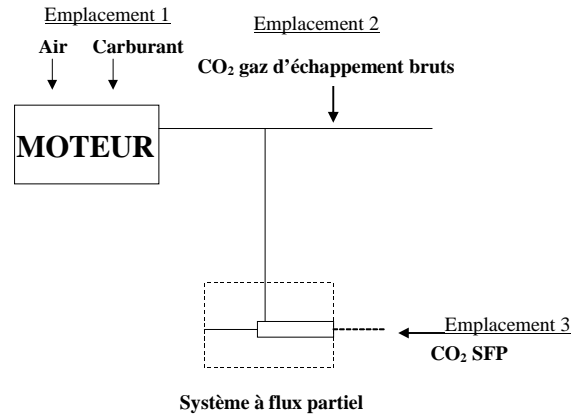 Emplacement 1
Emplacement 2
Air Carburant
CO₂ gaz d'échappement bruts
MOTEUR
Emplacement 3
CO₂ SFP
Système à flux partiel